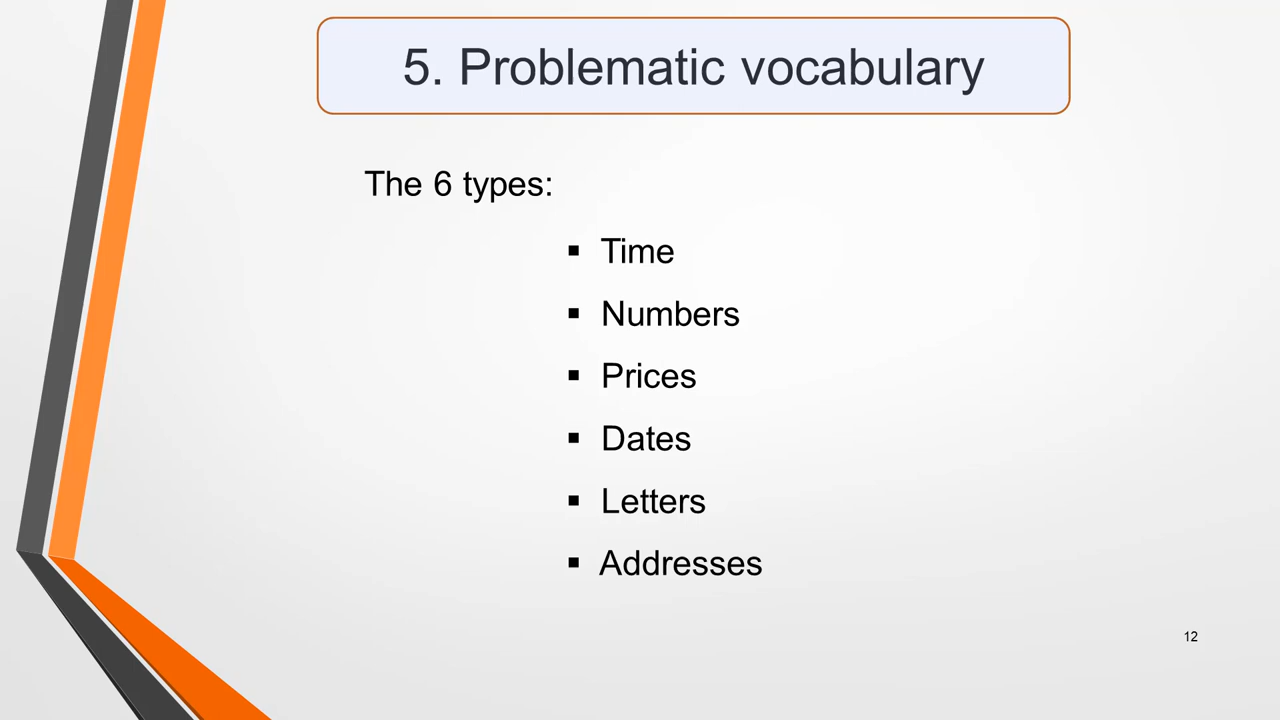 5. Problematic vocabulary
The 6 types:
▪ Time
▪ Numbers
▪ Prices
▪ Dates
▪ Letters
▪ Addresses
12